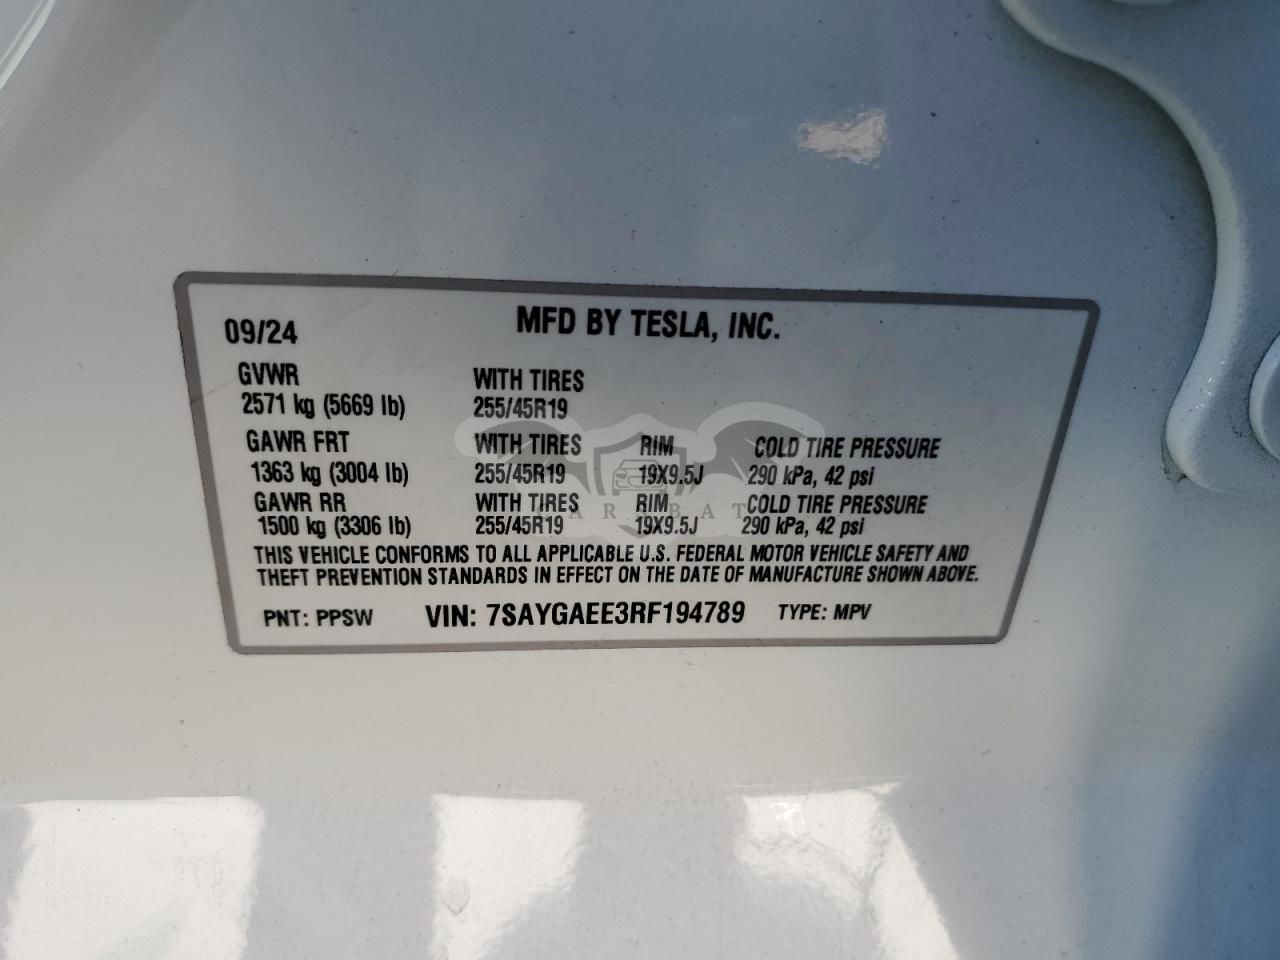 09/24 MFD BY TESLA, INC.
GVWR WITH TIRES
2571 kg (5669 lb) 255/45R19
GAWR FRT WITH TIRES RIM COLD TIRE PRESSURE
1363 kg (3004 lb) 255/45R19 19X9.5J 290 kPa, 42 psi
GAWR RR WITH TIRES RIM COLD TIRE PRESSURE
1500 kg (3306 lb) 255/45R19 19X9.5J 290 kPa, 42 psi
THIS VEHICLE CONFORMS TO ALL APPLICABLE U.S. FEDERAL MOTOR VEHICLE SAFETY AND
THEFT PREVENTION STANDARDS IN EFFECT ON THE DATE OF MANUFACTURE SHOWN ABOVE.
PNT: PPSW VIN: 7SAYGAEE3RF194789 TYPE: MPV